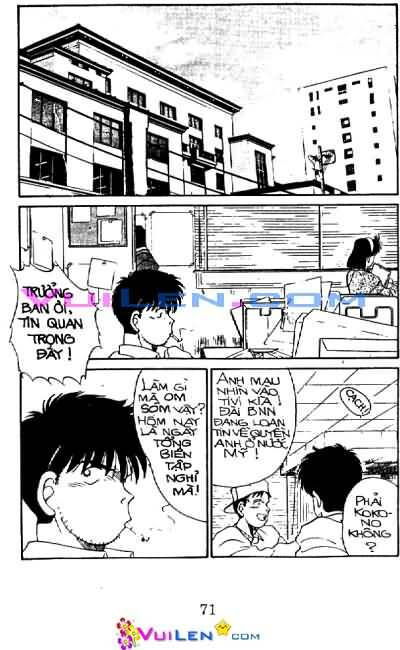 TRƯỞNG
BAN ƠI,
TIN QUAN
TRỌNG
ĐÂY!
VUILEN.COM
LÀM GÌ
MÀ OM
SÒM VẬY?
HÔM NAY
LÀ NGÀY
TỔNG
BIÊN
TẬP
NGHỈ
MÀ!
ANH MAU
NHÌN VÀO
TIVI KÌA!
ĐÀI BNN
ĐANG LOAN
TIN VỀ QUYỀN
ANH Ở NƯỚC
MỸ!
CẠCH!
PHẢI
KOKO-
NO
KHÔNG?
71
VUILEN.COM